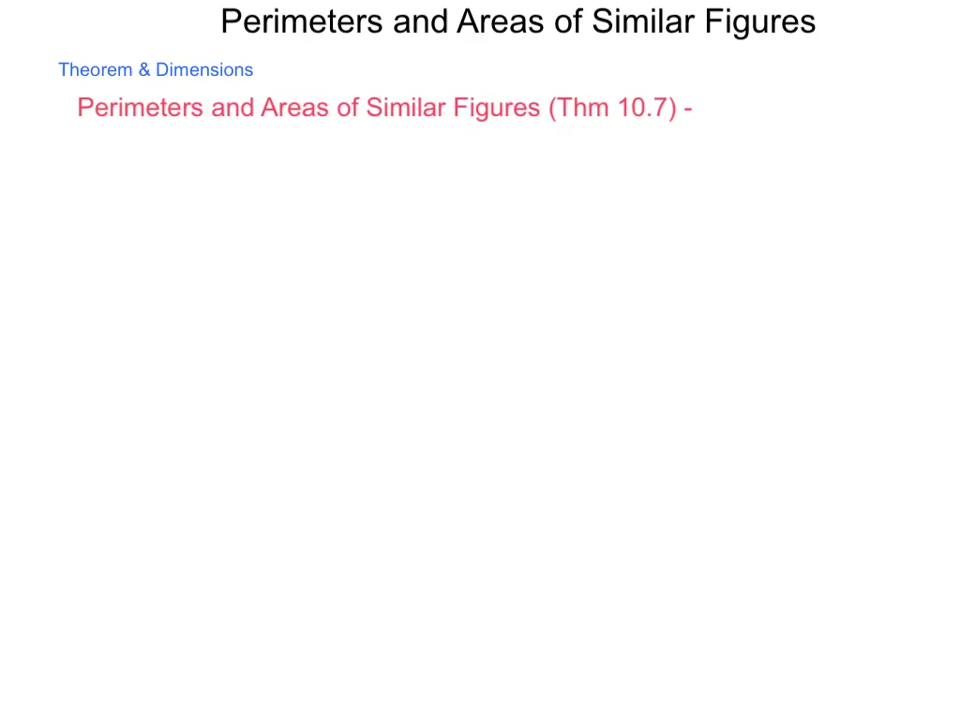 Perimeters and Areas of Similar Figures
Theorem & Dimensions
Perimeters and Areas of Similar Figures (Thm 10.7) -